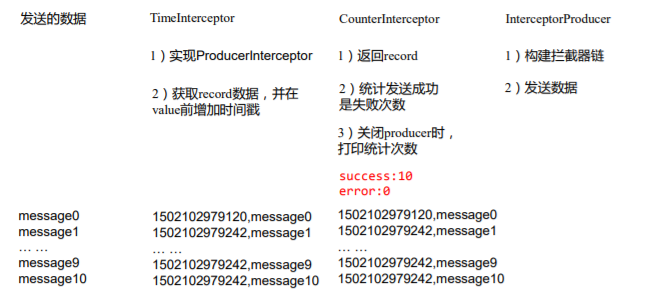 发送的数据
TimeInterceptor
CounterInterceptor
InterceptorProducer
1）实现ProducerInterceptor
1）返回record
1）构建拦截器链
2）获取record数据，并在
value前增加时间戳
2）统计发送成功
是失败次数
2）发送数据
3）关闭producer时，
打印统计次数
success:10
error:0
message0
1502102979120,message0
1502102979120,message0
message1
1502102979242,message1
1502102979242,message1
… …
… …
… …
message9
1502102979242,message9
1502102979242,message9
message10
1502102979242,message10
1502102979242,message10